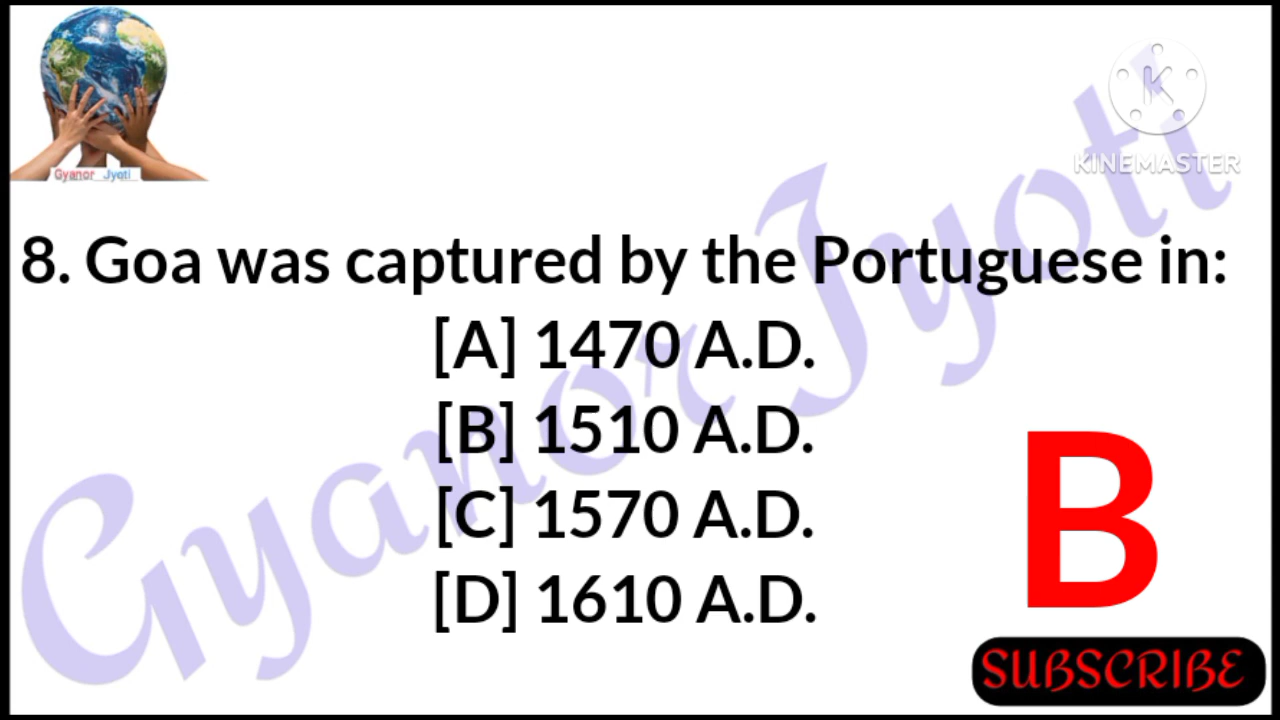 Gyanor Jyoti
K
KINEMASTER
Gyanor Jyoti
8. Goa was captured by the Portuguese in:
[A] 1470 A.D.
[B] 1510 A.D.
[C] 1570 A.D.
[D] 1610 A.D.
B
SUBSCRIBE